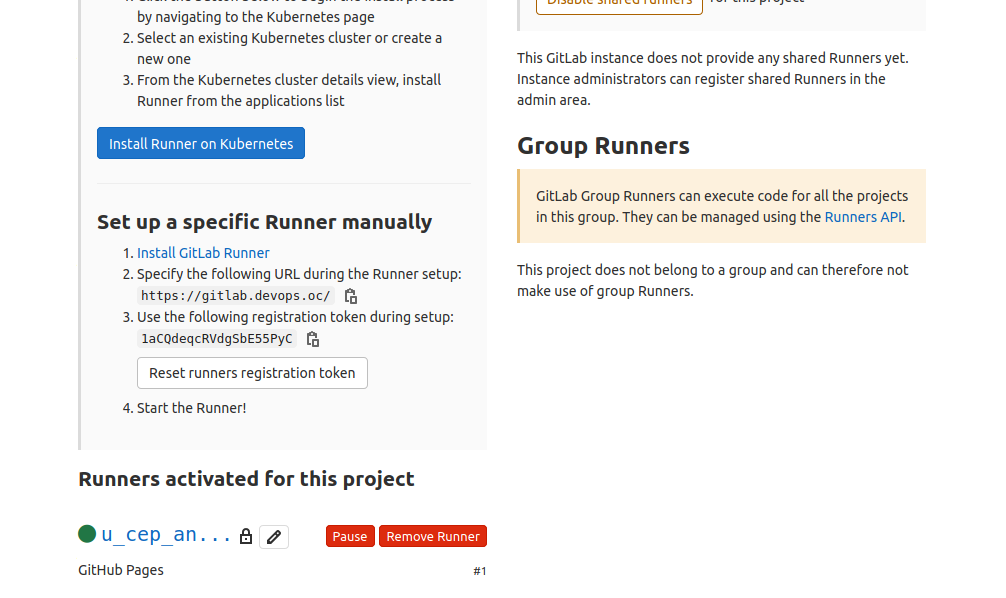 by navigating to the Kubernetes page
2. Select an existing Kubernetes cluster or create a
new one
3. From the Kubernetes cluster details view, install
Runner from the applications list
Install Runner on Kubernetes
Set up a specific Runner manually
1. Install GitLab Runner
2. Specify the following URL during the Runner setup:
https://gitlab.devops.oc/
3. Use the following registration token during setup:
1aCQdeqcRVdgSbE55PyC
Reset runners registration token
4. Start the Runner!
Runners activated for this project
u_cep_an...
Pause
Remove Runner
GitHub Pages
#1
Disable shared runners for this project
This GitLab instance does not provide any shared Runners yet.
Instance administrators can register shared Runners in the
admin area.
Group Runners
GitLab Group Runners can execute code for all the projects
in this group. They can be managed using the Runners API.
This project does not belong to a group and can therefore not
make use of group Runners.